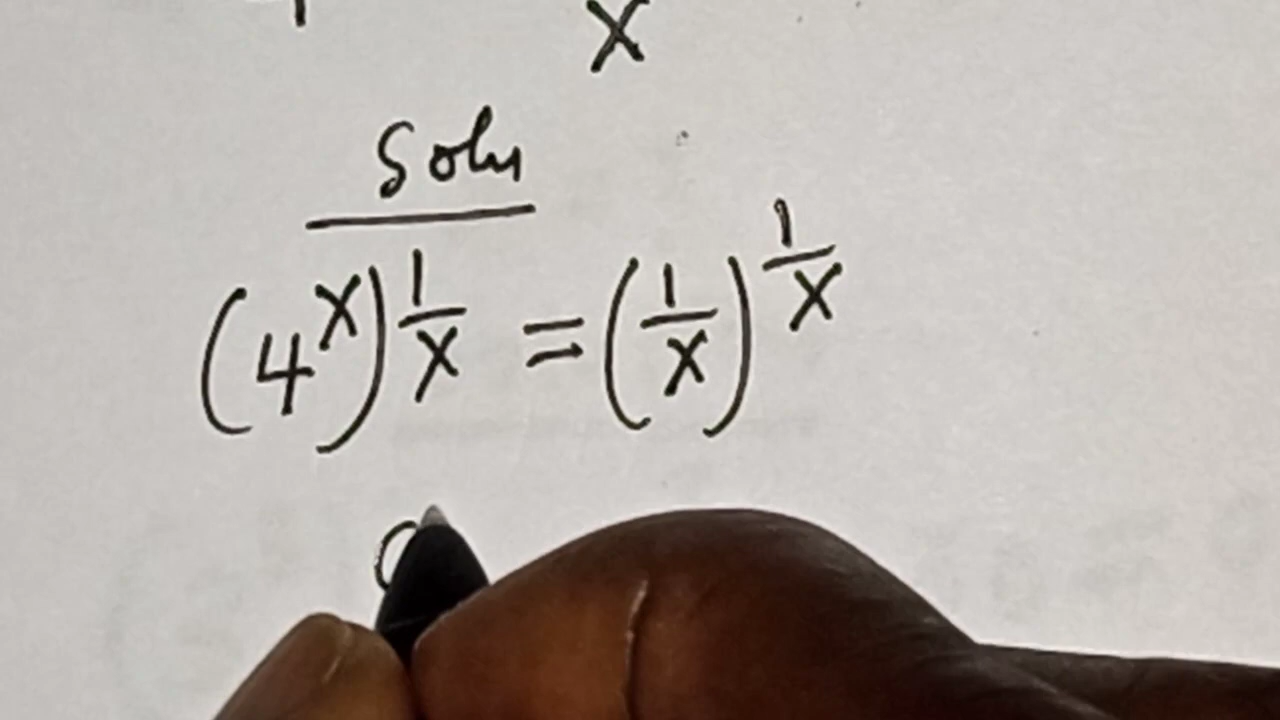 x
Soln
(4^x)^{1/x} = (1/x)^{1/x}